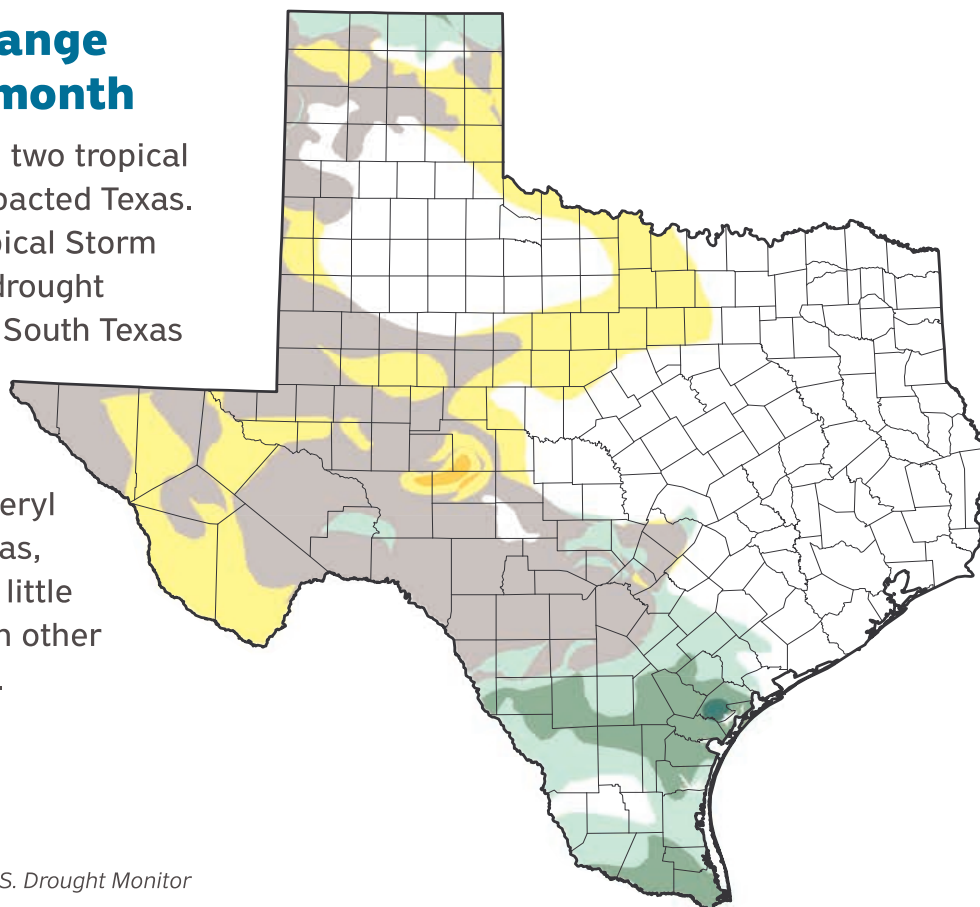 ange
month
two tropical
pacted Texas.
pical Storm
drought
South Texas
eryl
as,
little
n other
.
S. Drought Monitor